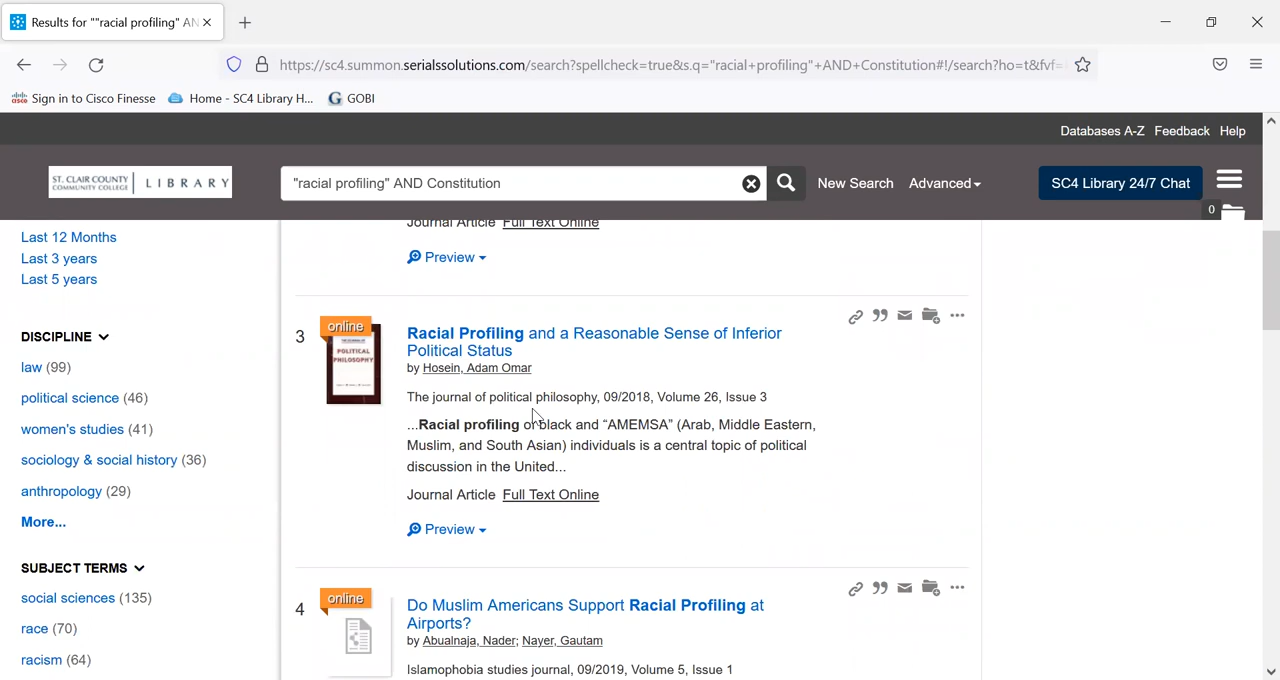 Results for ""racial profiling" AN
https://sc4.summon.serialssolutions.com/search?spellcheck=true&s.q="racial+profiling"+AND+Constitution#!/search?ho=t&fvf=
Sign in to Cisco Finesse Home - SC4 Library H... GOBI
Databases A-Z Feedback Help
ST. CLAIR COUNTY
COMMUNITY COLLEGE
LIBRARY
"racial profiling" AND Constitution
New Search Advanced
SC4 Library 24/7 Chat
0
Last 12 Months
Last 3 years
Last 5 years
DISCIPLINE
law (99)
political science (46)
women's studies (41)
sociology & social history (36)
anthropology (29)
More...
SUBJECT TERMS
social sciences (135)
race (70)
racism (64)
Journal Article Full Text Online
Preview
3
online
POLITICAL
PHILOSOPHY
Racial Profiling and a Reasonable Sense of Inferior
Political Status
by Hosein, Adam Omar
The journal of political philosophy, 09/2018, Volume 26, Issue 3
...Racial profiling of black and “AMEMSA” (Arab, Middle Eastern,
Muslim, and South Asian) individuals is a central topic of political
discussion in the United...
Journal Article Full Text Online
Preview
4
online
Do Muslim Americans Support Racial Profiling at
Airports?
by Abualnaja, Nader; Nayer, Gautam
Islamophobia studies journal, 09/2019, Volume 5, Issue 1